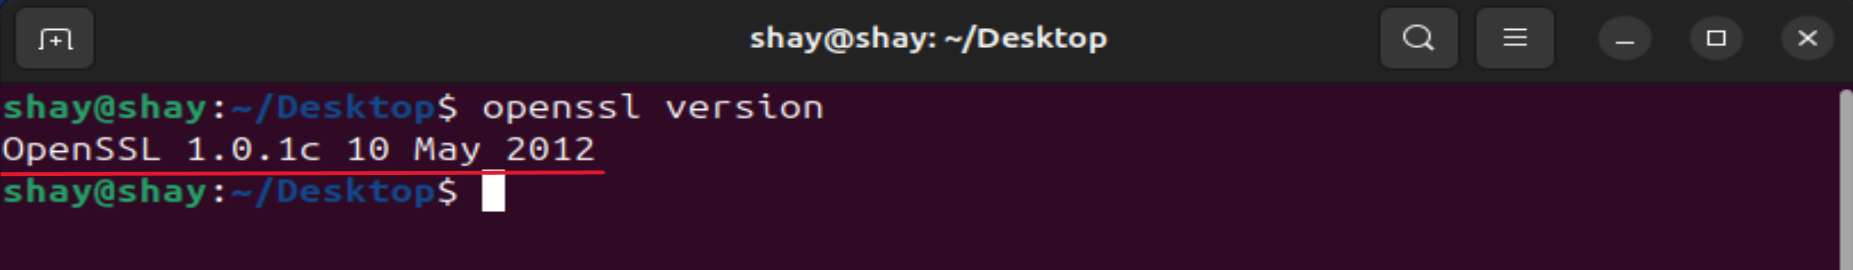 shay@shay: ~/Desktop
shay@shay:~/Desktop$ openssl version
OpenSSL 1.0.1c 10 May 2012
shay@shay:~/Desktop$